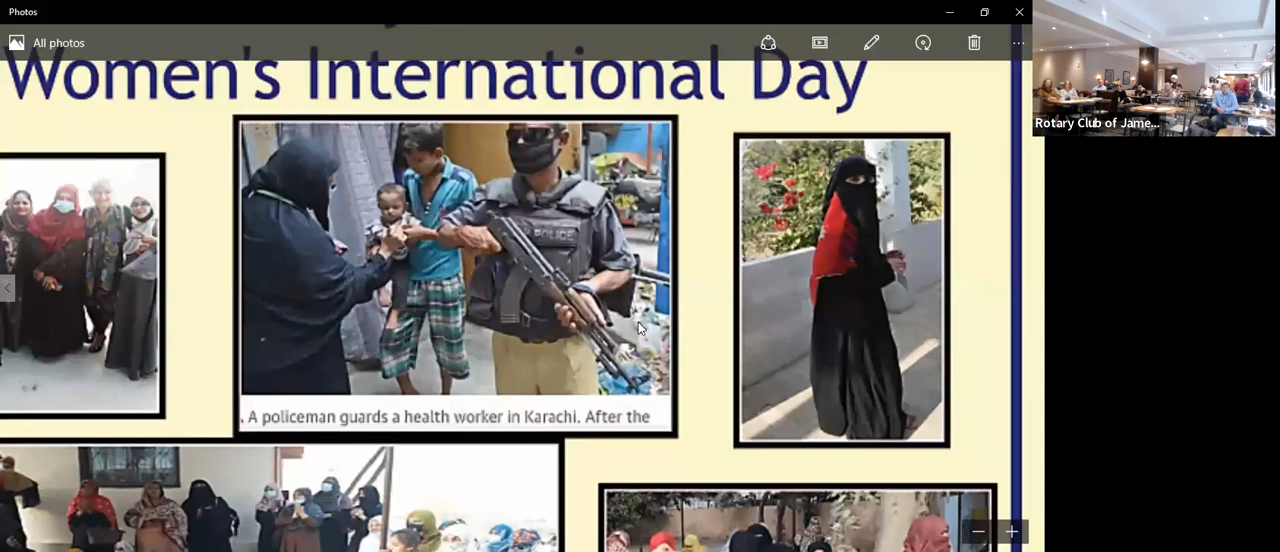 Photos
All photos
Women's International Day
Rotary Club of Jame...
POLICE
. A policeman guards a health worker in Karachi. After the